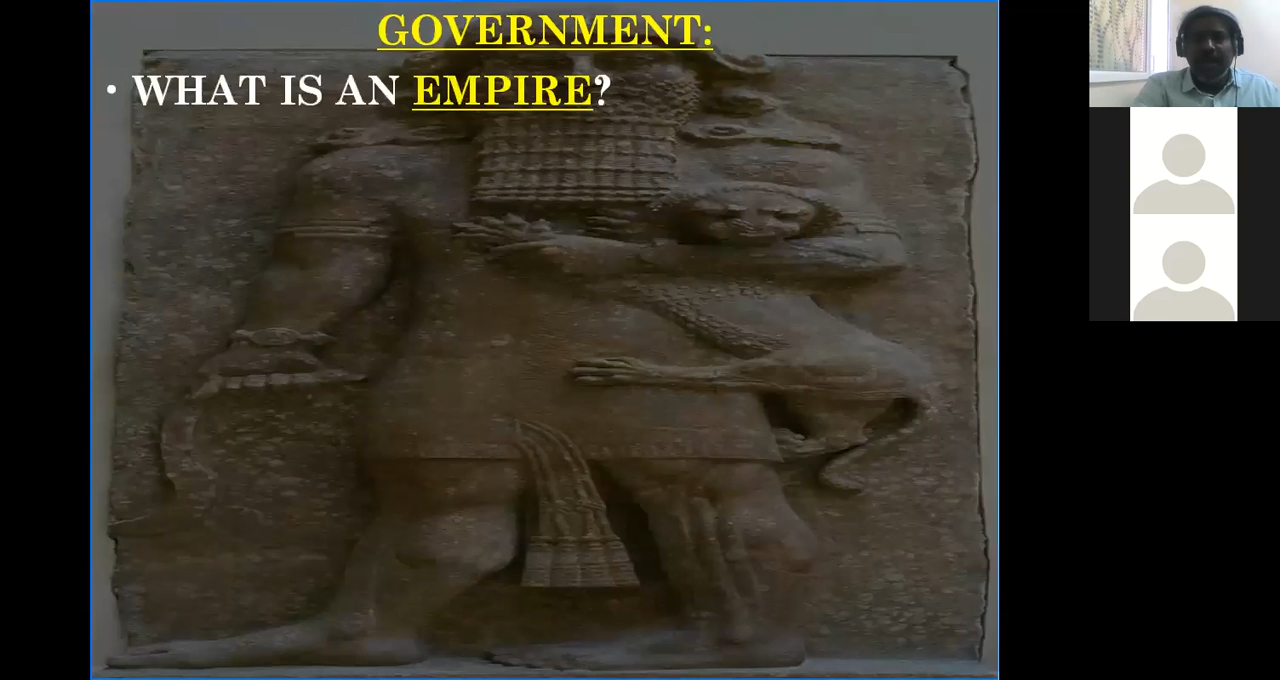 GOVERNMENT:
• WHAT IS AN EMPIRE?